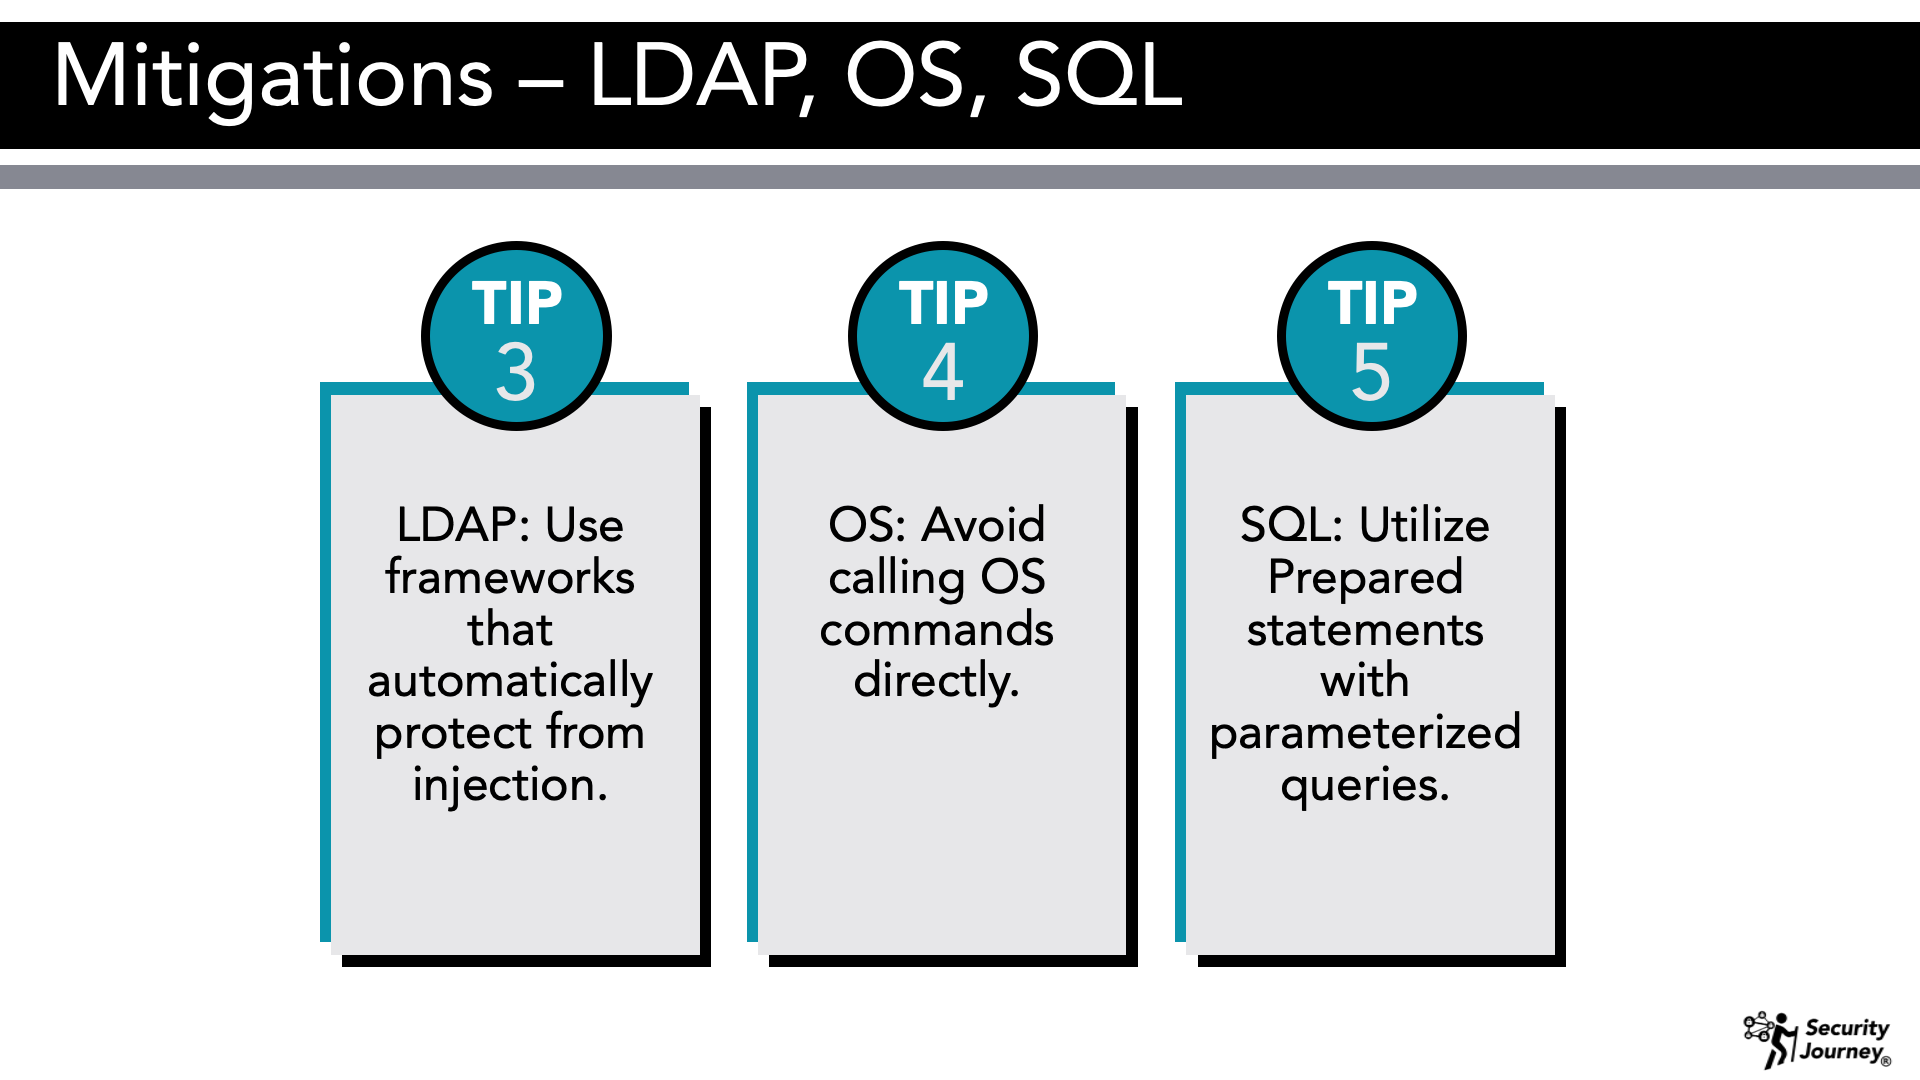 Mitigations – LDAP, OS, SQL
TIP
3
LDAP: Use
frameworks
that
automatically
protect from
injection.
TIP
4
OS: Avoid
calling OS
commands
directly.
TIP
5
SQL: Utilize
Prepared
statements
with
parameterized
queries.
Security
Journey®